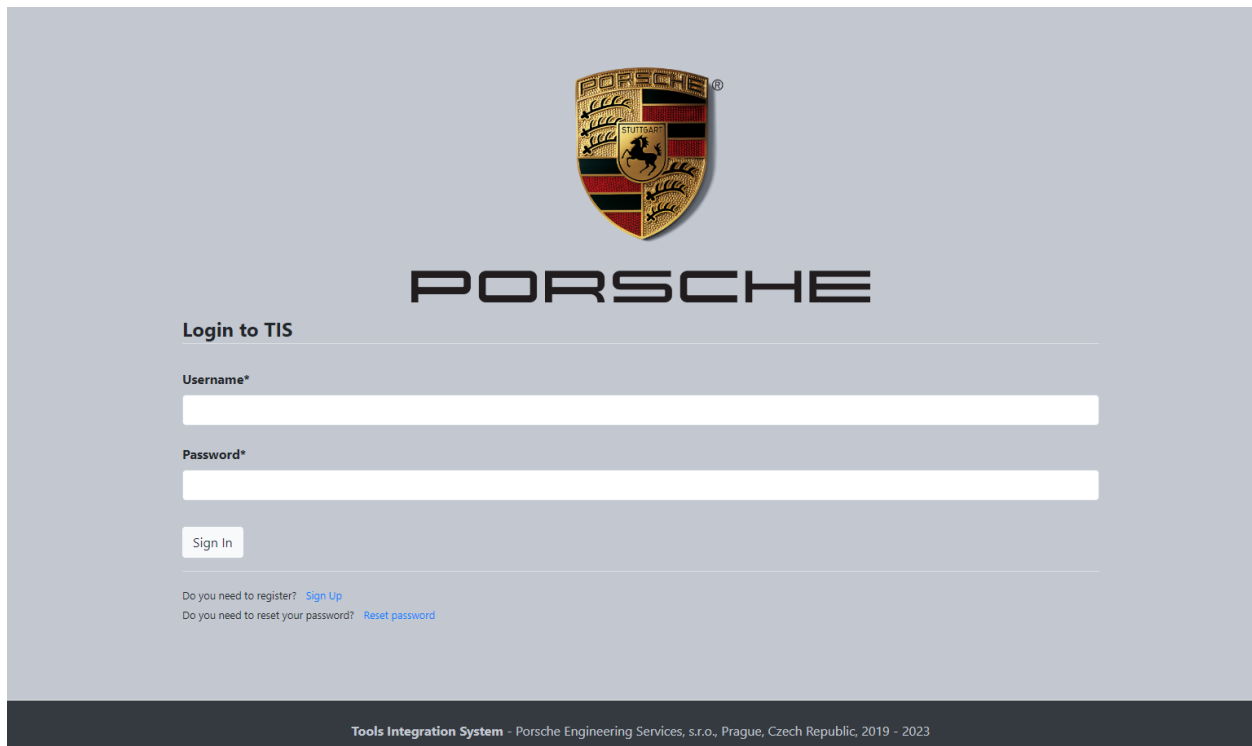 PORSCHE ®
STUTTGART
PORSCHE
Login to TIS
Username*
Password*
Sign In
Do you need to register? Sign Up
Do you need to reset your password? Reset password
Tools Integration System - Porsche Engineering Services, s.r.o., Prague, Czech Republic, 2019 - 2023